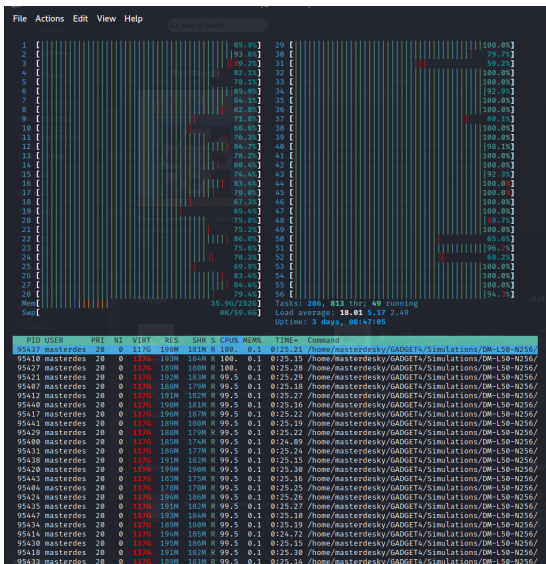 File Actions Edit View Help
1 [ 85.9%] 29 [ 100.0%]
2 [ 93.6%] 30 [ 79.7%]
3 [ 89.2%] 31 [ 59.2%]
4 [ 82.1%] 32 [ 100.0%]
5 [ 78.1%] 33 [ 100.0%]
6 [ 85.9%] 34 [ 92.9%]
7 [ 84.1%] 35 [ 100.0%]
8 [ 82.8%] 36 [ 100.0%]
9 [ 71.8%] 37 [ 80.1%]
10 [ 68.6%] 38 [ 100.0%]
11 [ 76.3%] 39 [ 100.0%]
12 [ 84.7%] 40 [ 98.1%]
13 [ 78.2%] 41 [ 100.0%]
14 [ 80.4%] 42 [ 100.0%]
15 [ 74.4%] 43 [ 92.3%]
16 [ 83.4%] 44 [ 100.0%]
17 [ 79.0%] 45 [ 100.0%]
18 [ 67.3%] 46 [ 100.0%]
19 [ 65.4%] 47 [ 100.0%]
20 [ 75.0%] 48 [
21 [ 75.2%] 49 [ 100.0%]
22 [ 86.0%] 50 [ 65.6%]
23 [ 75.6%] 51 [
24 [ 78.3%] 52 [ 68.2%]
25 [ 69.9%] 53 [ 100.0%]
26 [ 83.4%] 54 [ 100.0%]
27 [ 84.6%] 55 [ 100.0%]
28 [ 79.4%] 56 [
Mem[ 35.9G/252G] Tasks: 206, 813 thr; 49 running
Swp[ 0K/59.6G] Load average: 18.01 5.17 2.49
Uptime: 3 days, 08:47:05
PID USER PRI NI VIRT RES SHR S CPU% MEM% TIME+ Command
95437 masterdes 20 0 117G 190M 181M R 100. 0.1 0:25.21 /home/masterdesky/GADGET4/Simulations/DM-L50-N256/
95410 masterdes 20 0 117G 193M 184M R 100. 0.1 0:25.15 /home/masterdesky/GADGET4/Simulations/DM-L50-N256/
95427 masterdes 20 0 117G 189M 180M R 100. 0.1 0:25.28 /home/masterdesky/GADGET4/Simulations/DM-L50-N256/
95421 masterdes 20 0 117G 192M 183M R 99.5 0.1 0:25.29 /home/masterdesky/GADGET4/Simulations/DM-L50-N256/
95407 masterdes 20 0 117G 188M 179M R 99.5 0.1 0:25.18 /home/masterdesky/GADGET4/Simulations/DM-L50-N256/
95412 masterdes 20 0 117G 191M 182M R 99.5 0.1 0:25.27 /home/masterdesky/GADGET4/Simulations/DM-L50-N256/
95440 masterdes 20 0 117G 190M 181M R 99.5 0.1 0:25.16 /home/masterdesky/GADGET4/Simulations/DM-L50-N256/
95417 masterdes 20 0 117G 196M 187M R 99.5 0.1 0:25.22 /home/masterdesky/GADGET4/Simulations/DM-L50-N256/
95441 masterdes 20 0 117G 189M 180M R 99.5 0.1 0:25.19 /home/masterdesky/GADGET4/Simulations/DM-L50-N256/
95429 masterdes 20 0 117G 188M 179M R 99.5 0.1 0:25.22 /home/masterdesky/GADGET4/Simulations/DM-L50-N256/
95400 masterdes 20 0 117G 185M 174M R 99.5 0.1 0:24.89 /home/masterdesky/GADGET4/Simulations/DM-L50-N256/
95431 masterdes 20 0 117G 186M 177M R 99.5 0.1 0:25.24 /home/masterdesky/GADGET4/Simulations/DM-L50-N256/
95438 masterdes 20 0 117G 191M 182M R 99.5 0.1 0:25.15 /home/masterdesky/GADGET4/Simulations/DM-L50-N256/
95420 masterdes 20 0 117G 199M 190M R 99.5 0.1 0:25.30 /home/masterdesky/GADGET4/Simulations/DM-L50-N256/
95443 masterdes 20 0 117G 183M 175M R 99.5 0.1 0:25.16 /home/masterdesky/GADGET4/Simulations/DM-L50-N256/
95404 masterdes 20 0 117G 178M 170M R 99.5 0.1 0:25.25 /home/masterdesky/GADGET4/Simulations/DM-L50-N256/
95424 masterdes 20 0 117G 194M 186M R 99.5 0.1 0:25.26 /home/masterdesky/GADGET4/Simulations/DM-L50-N256/
95435 masterdes 20 0 117G 191M 182M R 99.5 0.1 0:25.27 /home/masterdesky/GADGET4/Simulations/DM-L50-N256/
95447 masterdes 20 0 117G 193M 184M R 99.5 0.1 0:25.10 /home/masterdesky/GADGET4/Simulations/DM-L50-N256/
95434 masterdes 20 0 117G 189M 180M R 99.5 0.1 0:25.19 /home/masterdesky/GADGET4/Simulations/DM-L50-N256/
95414 masterdes 20 0 117G 194M 185M R 99.5 0.1 0:24.72 /home/masterdesky/GADGET4/Simulations/DM-L50-N256/
95430 masterdes 20 0 117G 195M 186M R 99.5 0.1 0:25.15 /home/masterdesky/GADGET4/Simulations/DM-L50-N256/
95418 masterdes 20 0 117G 191M 182M R 99.5 0.1 0:25.30 /home/masterdesky/GADGET4/Simulations/DM-L50-N256/
95433 masterdes 20 0 117G 189M 181M R 99.5 0.1 0:25.14 /home/masterdesky/GADGET4/Simulations/DM-L50-N256/